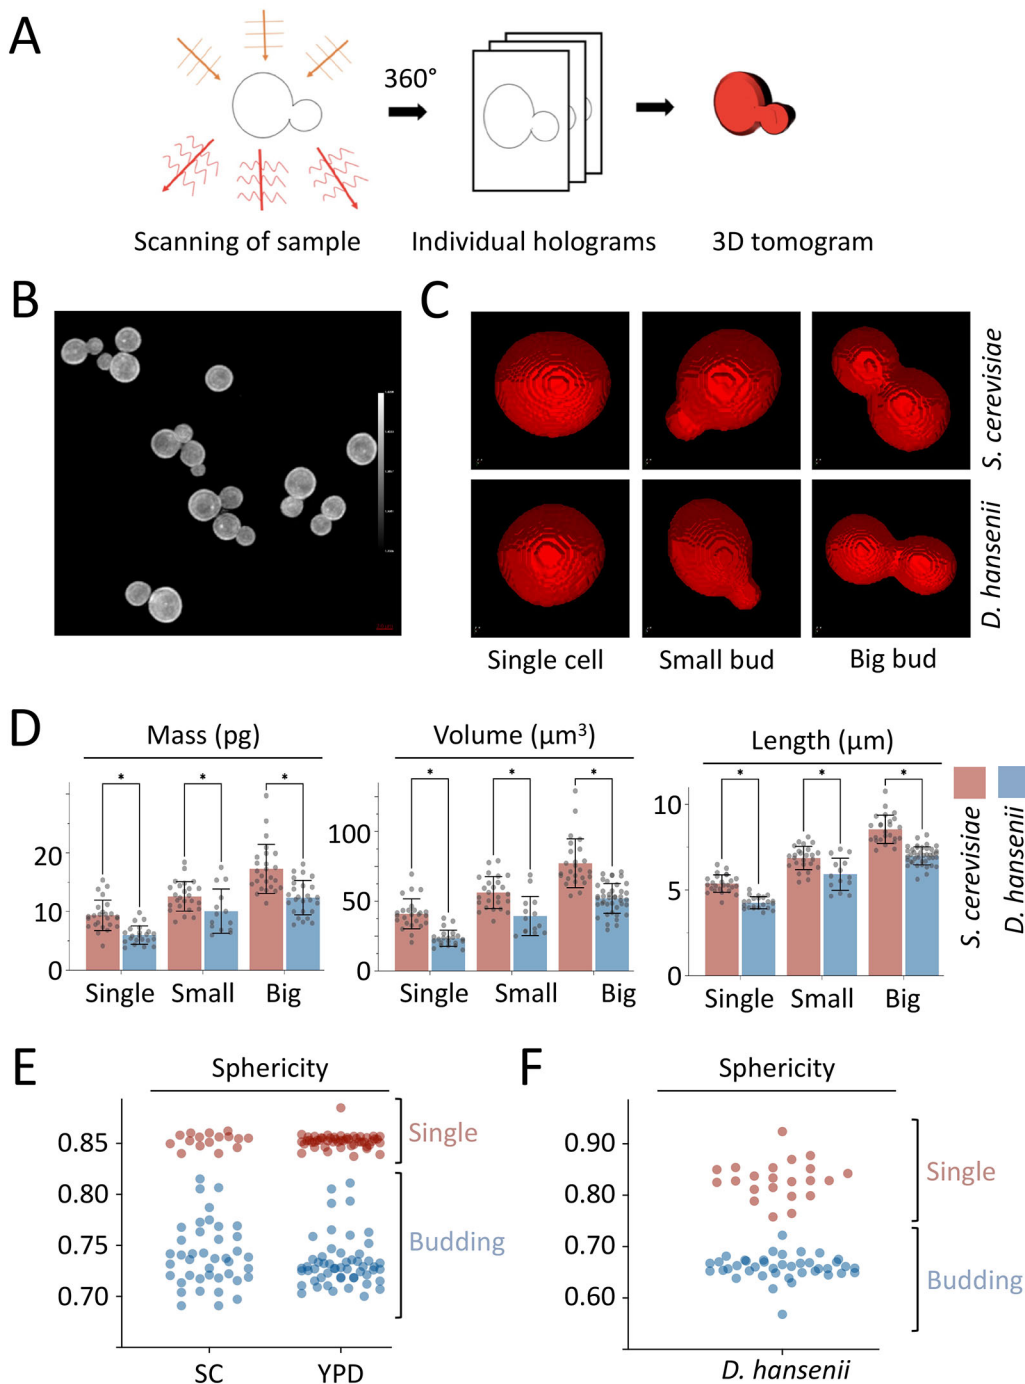 A
360°
Scanning of sample
Individual holograms
3D tomogram
B
C
S. cerevisiae
D. hansenii
Single cell
Small bud
Big bud
D
Mass (pg)
Volume (µm³)
Length (µm)
* * *
* * *
* * *
20
10
0
100
50
0
10
5
0
Single Small Big
Single Small Big
Single Small Big
S. cerevisiae
D. hansenii
E
Sphericity
0.85
0.80
0.75
0.70
Single
Budding
SC
YPD
F
Sphericity
0.90
0.80
0.70
0.60
Single
Budding
D. hansenii